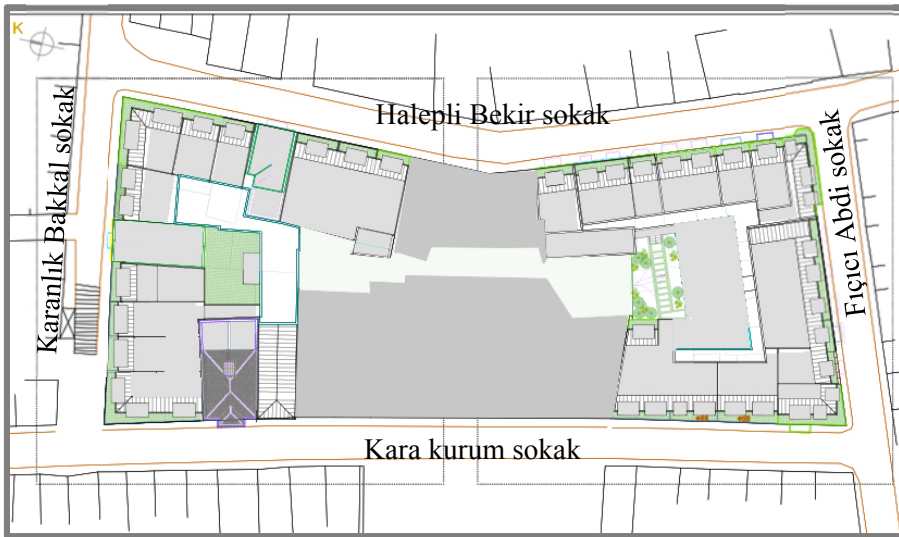 K
Halepli Bekir sokak
Karanlık Bakkal sokak
Fıçıcı Abdi sokak
Kara kurum sokak